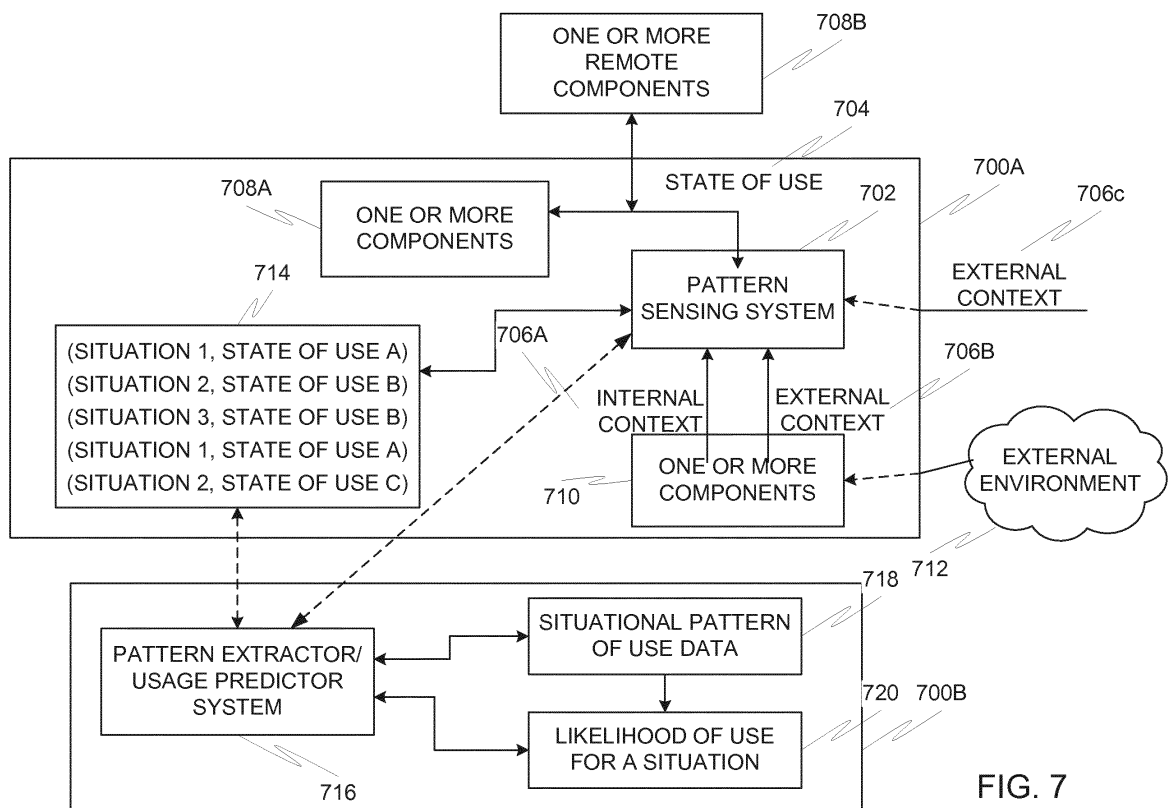 ONE OR MORE
REMOTE
COMPONENTS
708B
704
STATE OF USE
700A
708A
ONE OR MORE
COMPONENTS
702
706c
PATTERN
SENSING SYSTEM
EXTERNAL
CONTEXT
714
(SITUATION 1, STATE OF USE A)
(SITUATION 2, STATE OF USE B)
(SITUATION 3, STATE OF USE B)
(SITUATION 1, STATE OF USE A)
(SITUATION 2, STATE OF USE C)
706A
706B
INTERNAL
CONTEXT
EXTERNAL
CONTEXT
710
ONE OR MORE
COMPONENTS
EXTERNAL
ENVIRONMENT
712
718
PATTERN EXTRACTOR/
USAGE PREDICTOR
SYSTEM
716
SITUATIONAL PATTERN
OF USE DATA
720
700B
LIKELIHOOD OF USE
FOR A SITUATION
FIG. 7